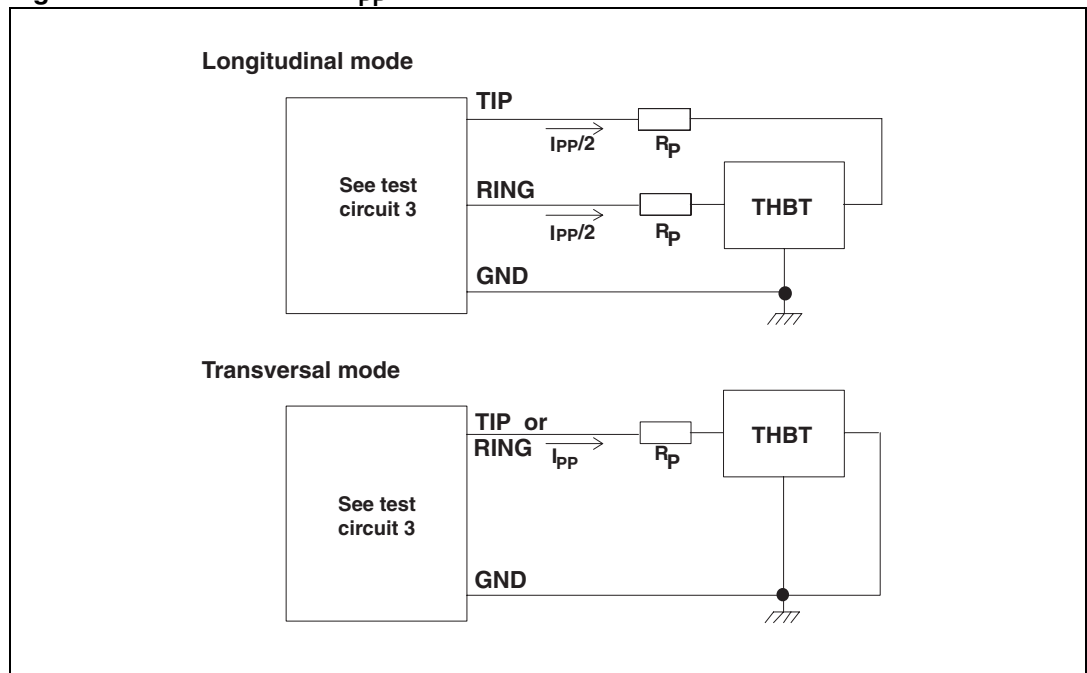 PP
Longitudinal mode
TIP
IPP/2
RP
See test
circuit 3
RING
THBT
IPP/2
RP
GND
Transversal mode
TIP or
RING
IPP
RP
THBT
See test
circuit 3
GND